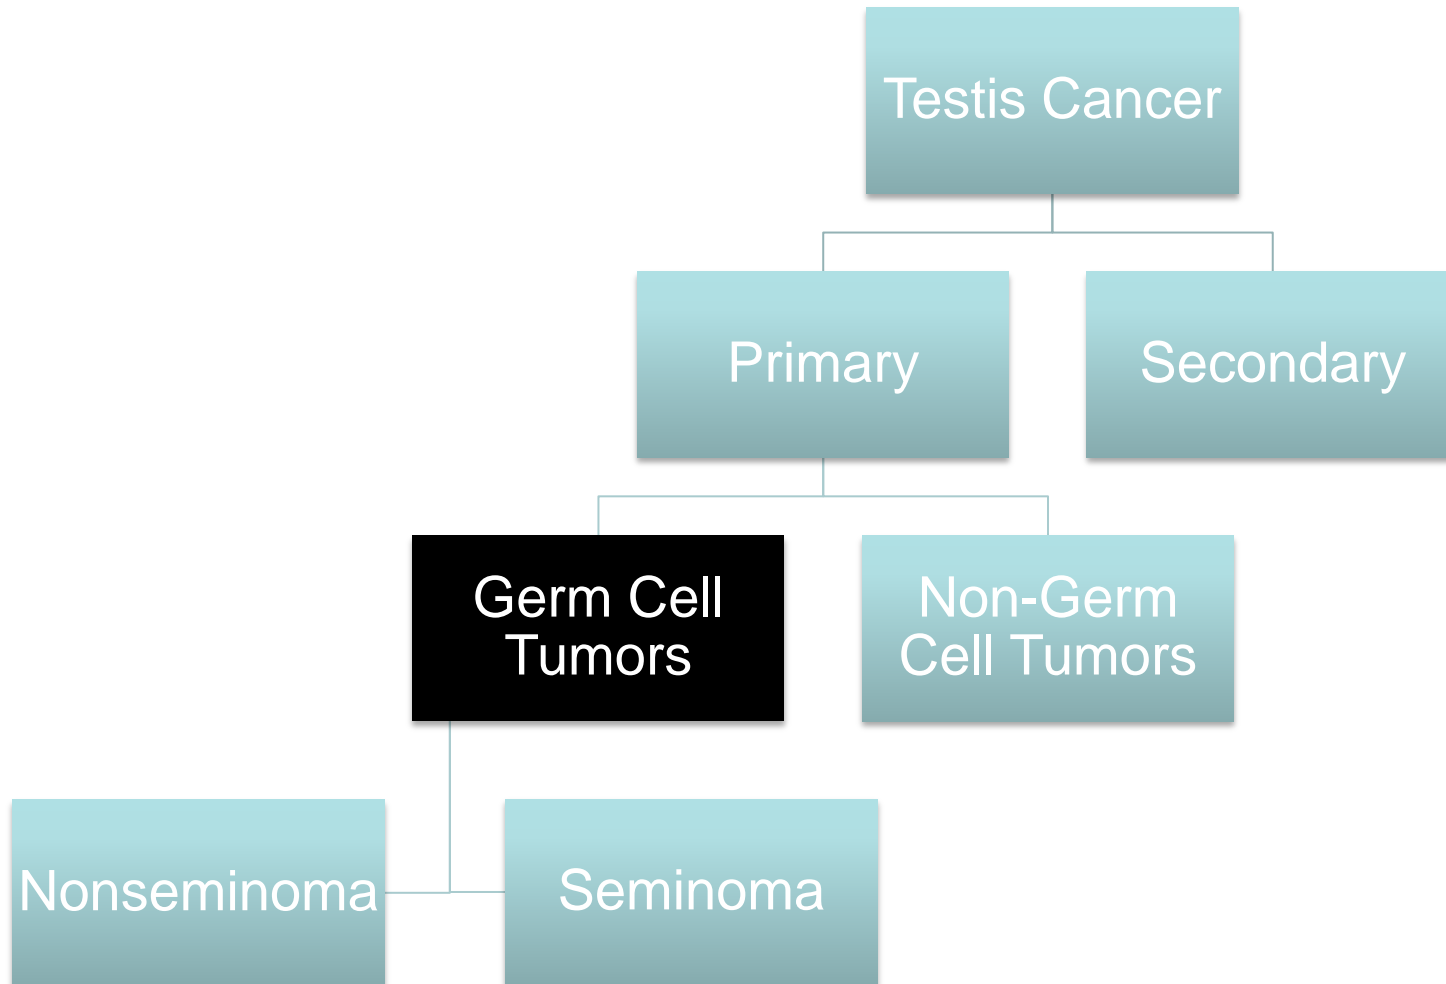 Testis Cancer
Primary
Secondary
Germ Cell
Tumors
Non-Germ
Cell Tumors
Nonseminoma
Seminoma